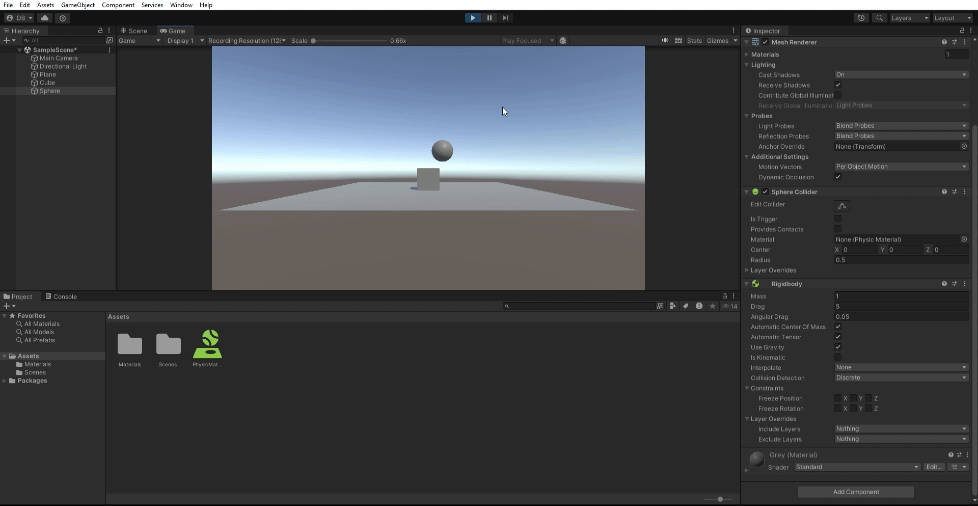 File Edit Assets GameObject Component Services Window Help
DB Layers Layout
Hierarchy
All
SampleScene*
Main Camera
Directional Light
Plane
Cube
Sphere
Scene Game
Game Display 1 Scale 0.66x Play Focused Stats Gizmos
Project Console
14
Favorites
All Materials
All Models
All Prefabs
Assets
Materials
Scenes
Packages
Assets
Materials Scenes PhysicMat...
Inspector
Mesh Renderer
Materials 1
Lighting
Cast Shadows On
Receive Shadows
Contribute Global Illuminat
Receive Global Illuminatio Light Probes
Probes
Light Probes Blend Probes
Reflection Probes Blend Probes
Anchor Override None (Transform)
Additional Settings
Motion Vectors Per Object Motion
Dynamic Occlusion
Sphere Collider
Edit Collider
Is Trigger
Provides Contacts
Material None (Physic Material)
Center X 0 Y 0 Z 0
Radius 0.5
Layer Overrides
Rigidbody
Mass 1
Drag 5
Angular Drag 0.05
Automatic Center Of Mass
Automatic Tensor
Use Gravity
Is Kinematic
Interpolate None
Collision Detection Discrete
Constraints
Freeze Position X Y Z
Freeze Rotation X Y Z
Layer Overrides
Include Layers Nothing
Exclude Layers Nothing
Grey (Material)
Shader Standard Edit...
Add Component